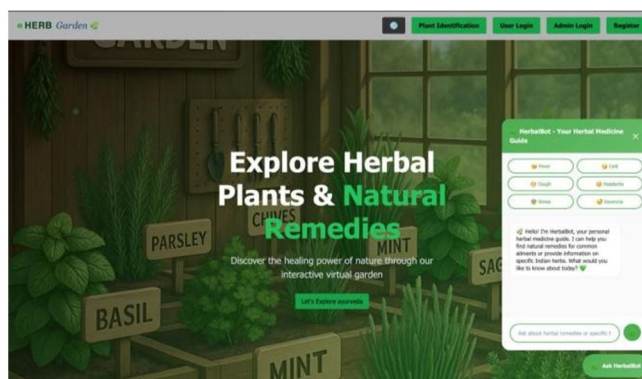 HERB Garden
Plant Identification
User Login
Admin Login
Register
GARDEN
Explore Herbal
Plants & Natural
Remedies
Discover the healing power of nature through our
interactive virtual garden
Let's Explore ayurveda
PARSLEY
CHIVES
MINT
SAG
BASIL
MINT
HerbalBot - Your Herbal Medicine
Guide
Fever
Cold
Cough
Headache
Stress
Insomnia
Hello! I'm HerbalBot, your personal
herbal medicine guide. I can help you
find natural remedies for common
ailments or provide information on
specific Indian herbs. What would you
like to know about today?
Ask about herbal remedies or specific
Ask HerbalBot